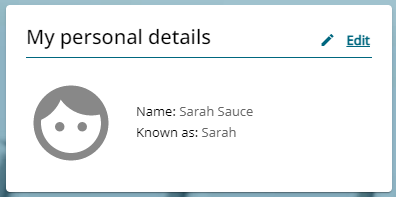 My personal details
Edit
Name: Sarah Sauce
Known as: Sarah